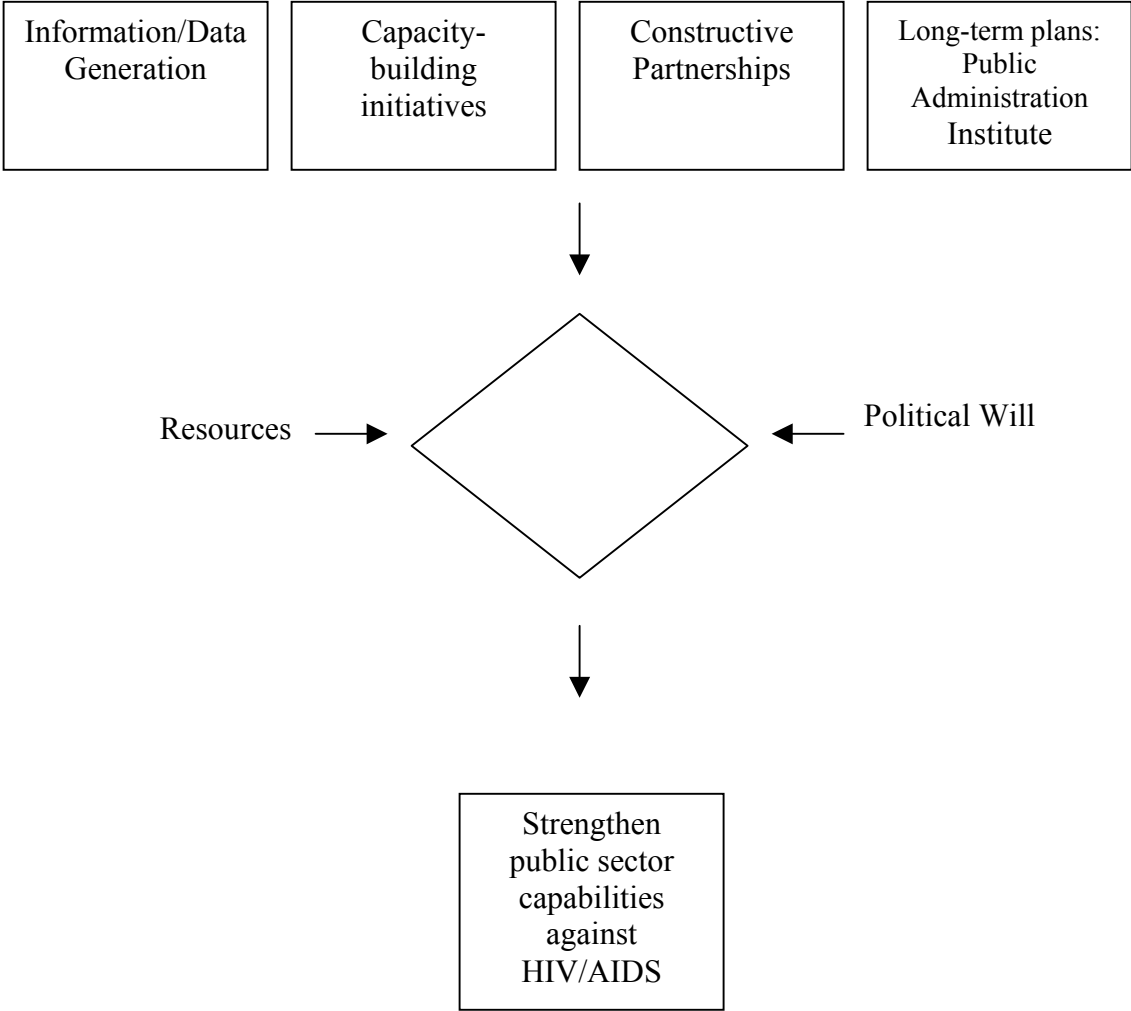 Information/Data
Generation
Capacity-
building
initiatives
Constructive
Partnerships
Long-term plans:
Public
Administration
Institute
Resources
Political Will
Strengthen
public sector
capabilities
against
HIV/AIDS